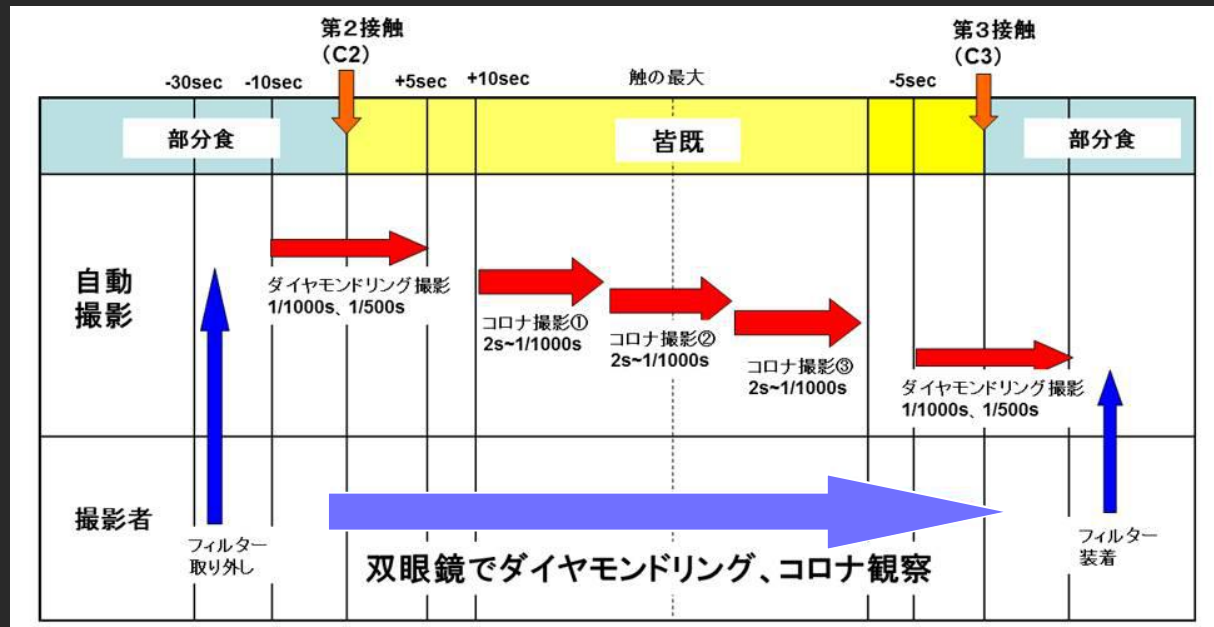 第2接触
(C2)
第3接触
(C3)
-30sec
-10sec
+5sec
+10sec
触の最大
-5sec
部分食
皆既
部分食
自動
撮影
ダイヤモンドリング撮影
1/1000s、1/500s
コロナ撮影①
2s~1/1000s
コロナ撮影②
2s~1/1000s
コロナ撮影③
2s~1/1000s
ダイヤモンドリング撮影
1/1000s、1/500s
撮影者
フィルター
取り外し
双眼鏡でダイヤモンドリング、コロナ観察
フィルター
装着